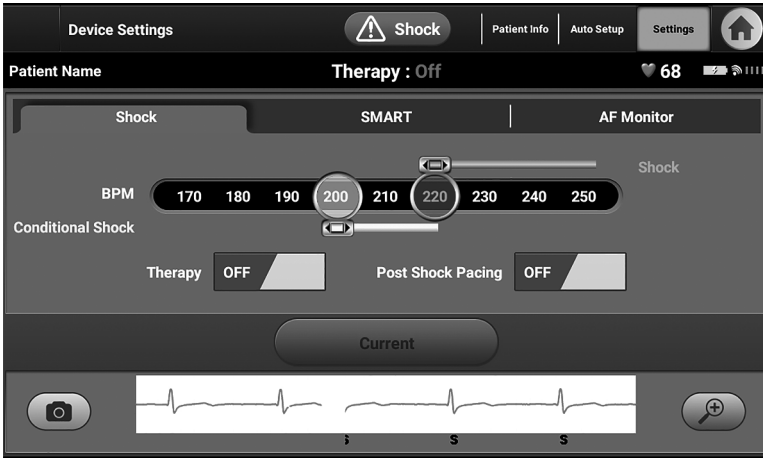 Device Settings
Shock
Patient Info
Auto Setup
Settings
Patient Name
Therapy : Off
68
Shock
SMART
AF Monitor
Shock
BPM
170 180 190 200 210 220 230 240 250
Conditional Shock
Therapy
OFF
Post Shock Pacing
OFF
Current
S S S